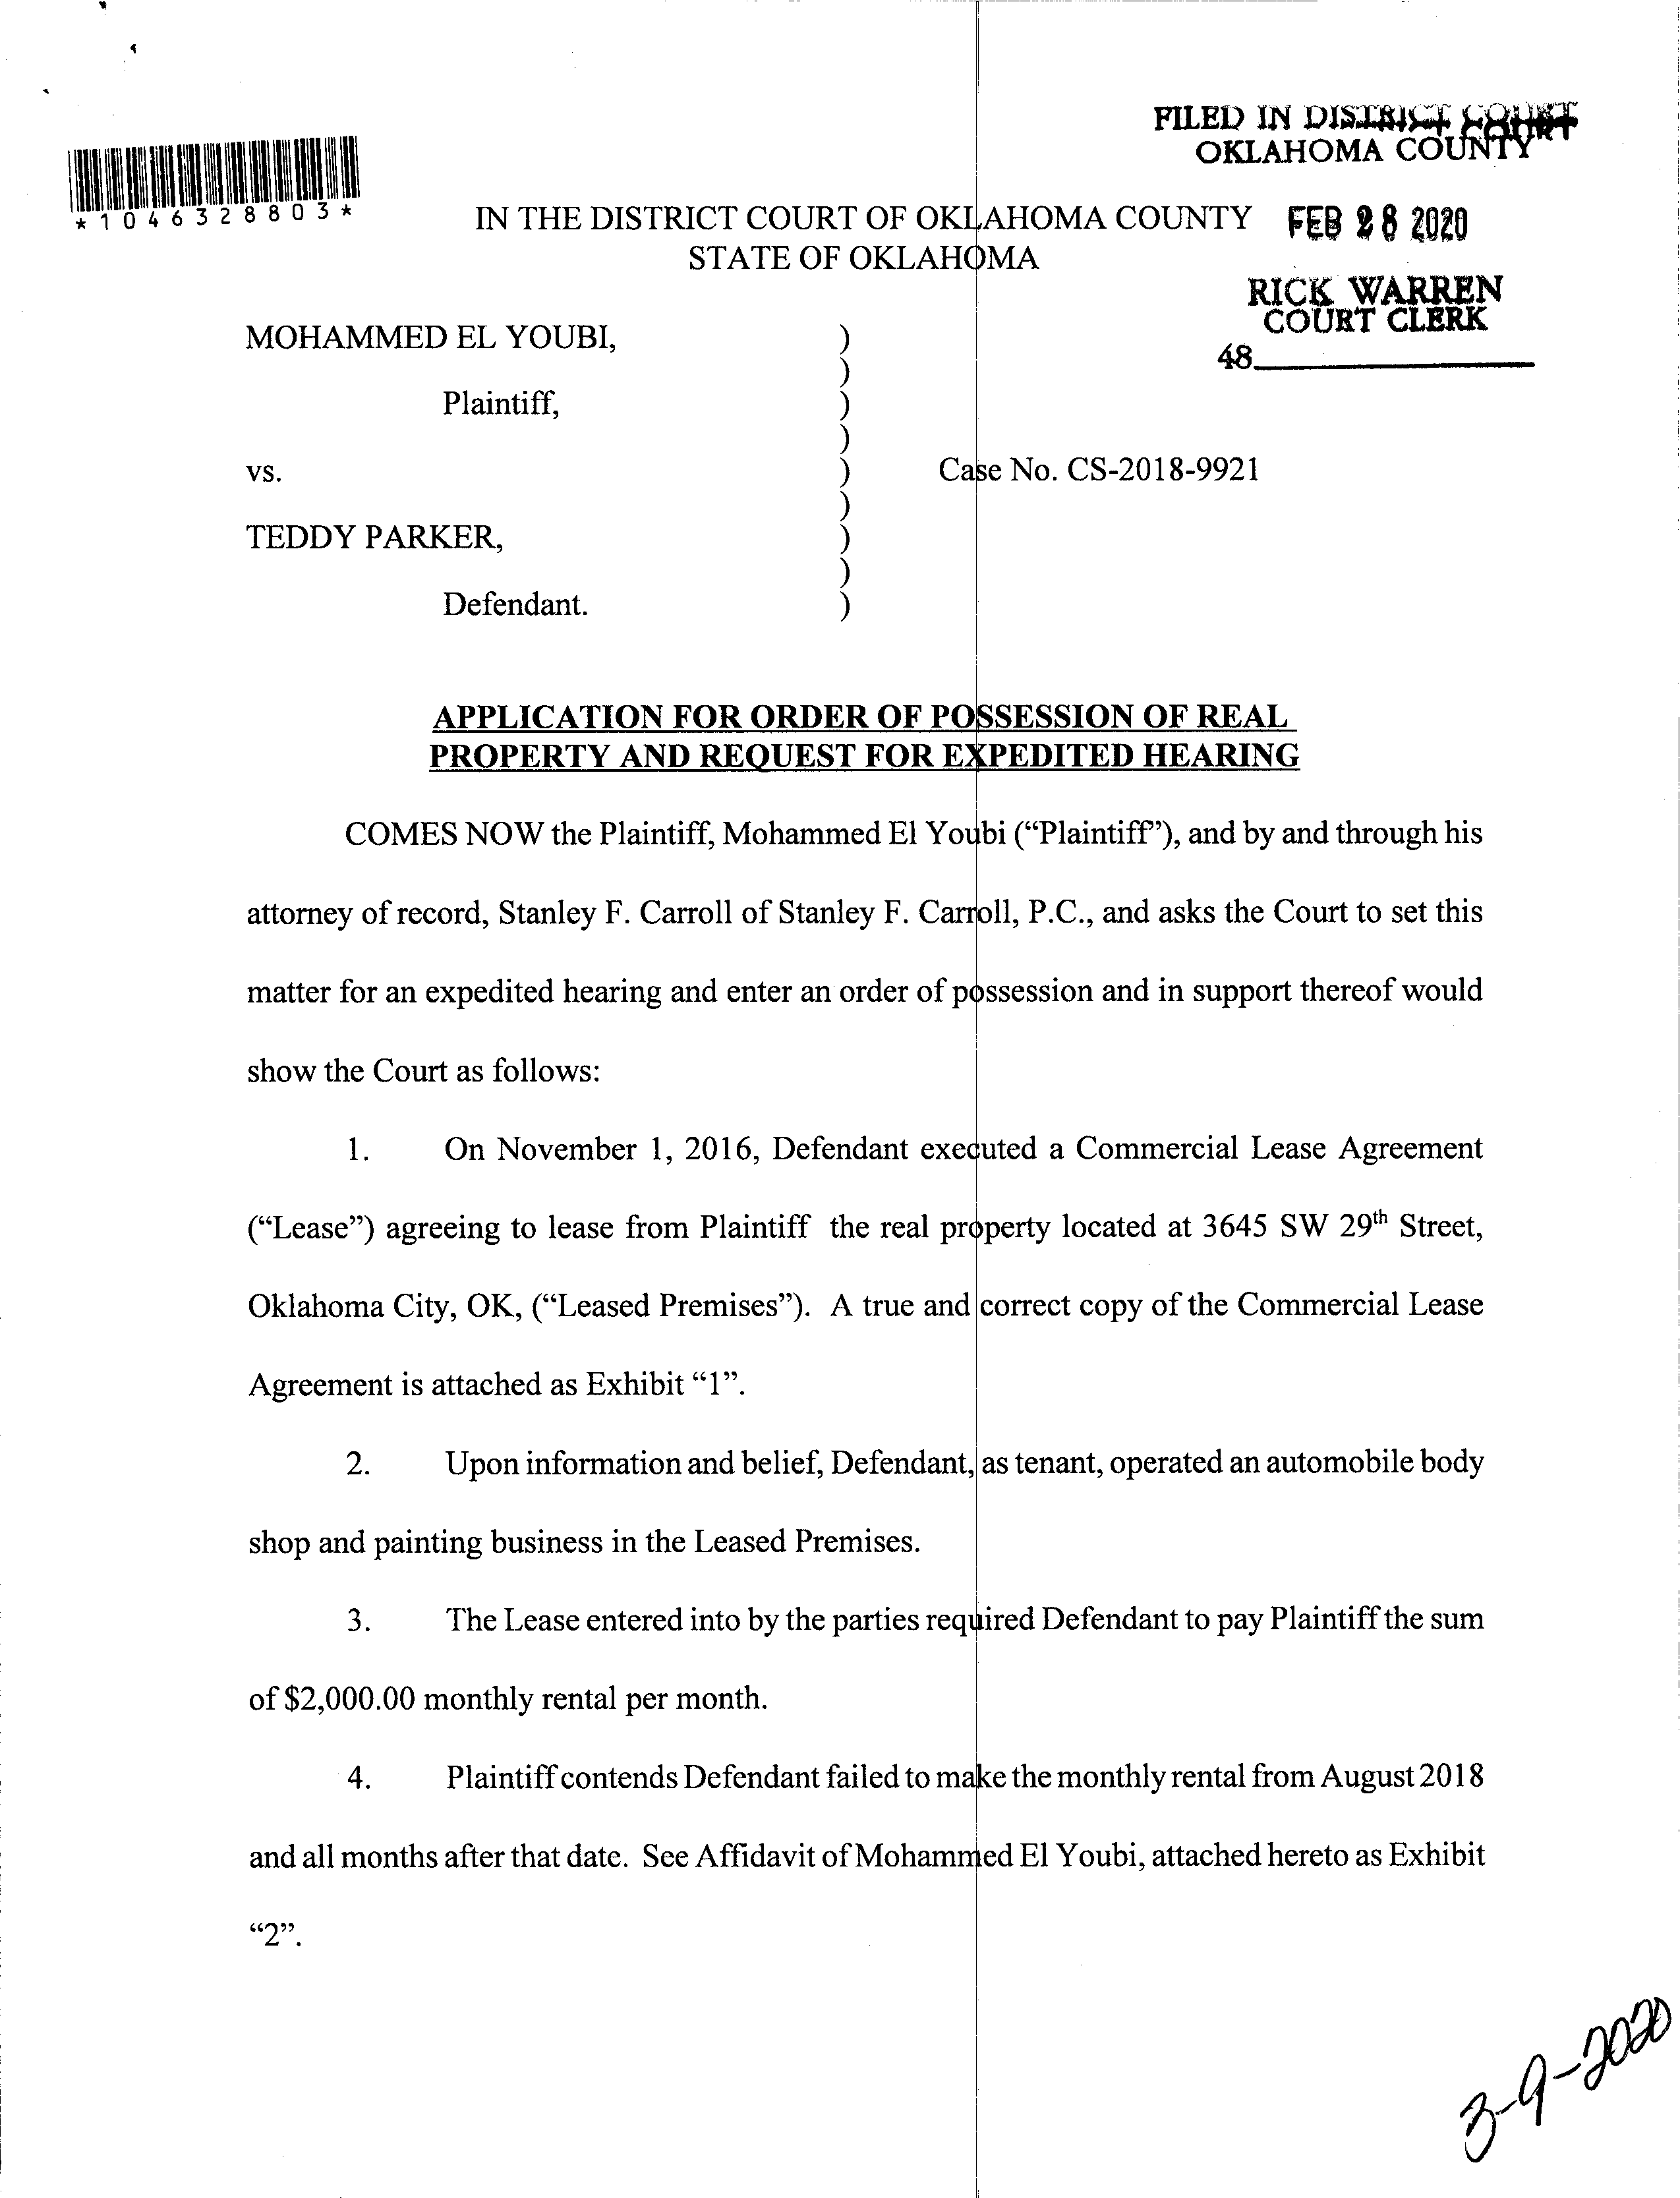 FILED IN DISTRICT COURT
OKLAHOMA COUNTY
*1046328803*
IN THE DISTRICT COURT OF OKLAHOMA COUNTY FEB 28 2020
STATE OF OKLAHOMA
RICK WARREN
COURT CLERK
48
MOHAMMED EL YOUBI, )
)
Plaintiff, )
)
vs. ) Case No. CS-2018-9921
)
TEDDY PARKER, )
)
Defendant. )
APPLICATION FOR ORDER OF POSSESSION OF REAL
PROPERTY AND REQUEST FOR EXPEDITED HEARING
COMES NOW the Plaintiff, Mohammed El Youbi (“Plaintiff”), and by and through his
attorney of record, Stanley F. Carroll of Stanley F. Carroll, P.C., and asks the Court to set this
matter for an expedited hearing and enter an order of possession and in support thereof would
show the Court as follows:
1. On November 1, 2016, Defendant executed a Commercial Lease Agreement
(“Lease”) agreeing to lease from Plaintiff the real property located at 3645 SW 29th Street,
Oklahoma City, OK, (“Leased Premises”). A true and correct copy of the Commercial Lease
Agreement is attached as Exhibit “1”.
2. Upon information and belief, Defendant, as tenant, operated an automobile body
shop and painting business in the Leased Premises.
3. The Lease entered into by the parties required Defendant to pay Plaintiff the sum
of $2,000.00 monthly rental per month.
4. Plaintiff contends Defendant failed to make the monthly rental from August 2018
and all months after that date. See Affidavit of Mohammed El Youbi, attached hereto as Exhibit
“2”.
3-9-2020